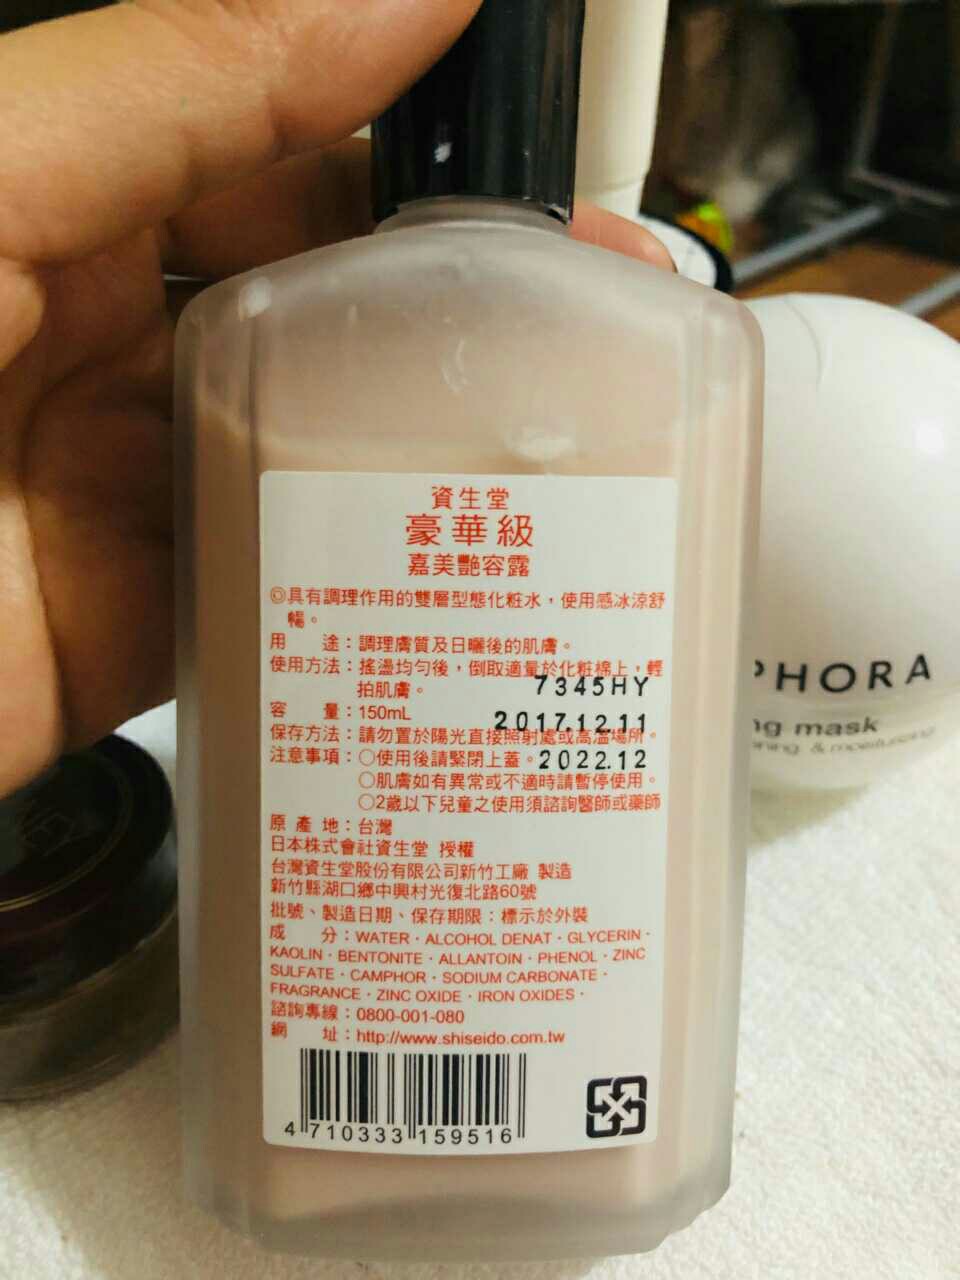 資生堂
豪華級
嘉美艷容露
◎具有調理作用的雙層型態化粧水，使用感冰涼舒
暢。
用　　途：調理膚質及日曬後的肌膚。
使用方法：搖盪均勻後，倒取適量於化粧棉上，輕
拍肌膚。
7345HY
容　　量：150mL
2017.12.11
保存方法：請勿置於陽光直接照射處或高溫場所。
注意事項：○使用後請緊閉上蓋。
2022.12
○肌膚如有異常或不適時請暫停使用。
○2歲以下兒童之使用須諮詢醫師或藥師
原 產 地：台灣
日本株式會社資生堂 授權
台灣資生堂股份有限公司新竹工廠 製造
新竹縣湖口鄉中興村光復北路60號
批號、製造日期、保存期限：標示於外裝
成　　分：WATER · ALCOHOL DENAT · GLYCERIN ·
KAOLIN · BENTONITE · ALLANTOIN · PHENOL · ZINC
SULFATE · CAMPHOR · SODIUM CARBONATE ·
FRAGRANCE · ZINC OXIDE · IRON OXIDES ·
諮詢專線：0800-001-080
網　　址：http://www.shiseido.com.tw
4 710333 159516
PHORA
ng mask
ning & moisturizing